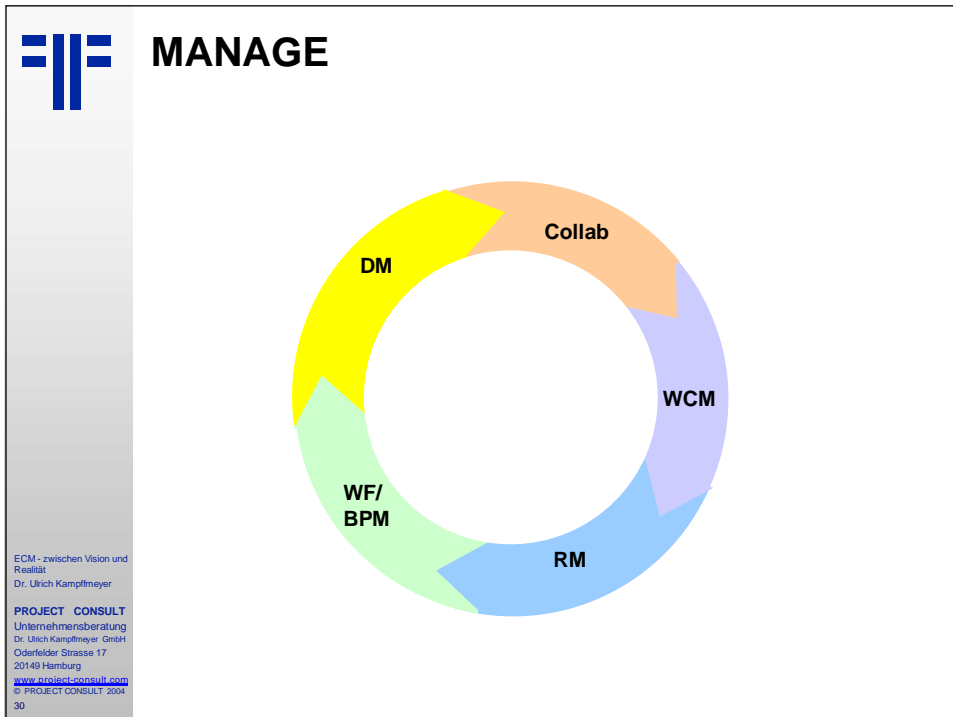 MANAGE
Collab
DM
WCM
WF/
BPM
RM
ECM - zwischen Vision und
Realität
Dr. Ulrich Kampffmeyer
PROJECT CONSULT
Unternehmensberatung
Dr. Ulrich Kampffmeyer GmbH
Oderfelder Strasse 17
20149 Hamburg
www.project-consult.com
© PROJECT CONSULT 2004
30